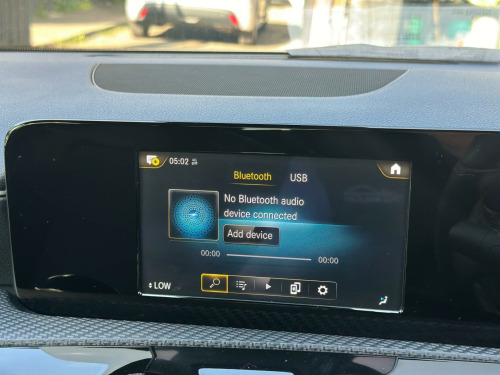 05:02
Bluetooth USB
No Bluetooth audio
device connected
Add device
00:00 00:00
LOW